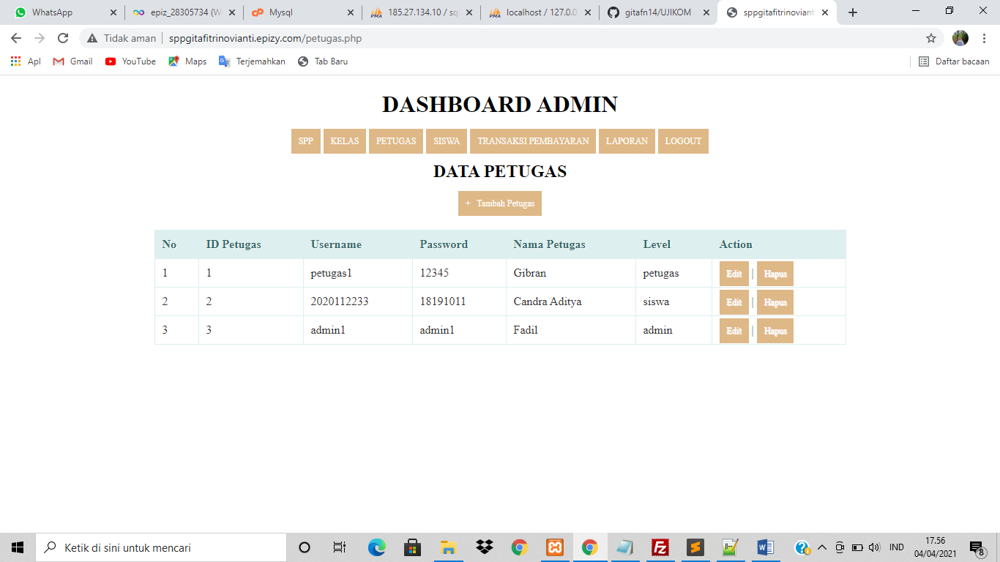 WhatsApp epiz_28305734 (We Mysql 185.27.134.10 / sq localhost / 127.0.0 gitafn14/UJIKOM sppgitafitrinovianti
Tidak aman sppgitafitrinovianti.epizy.com/petugas.php
Apl Gmail YouTube Maps Terjemahkan Tab Baru Daftar bacaan
DASHBOARD ADMIN
SPP KELAS PETUGAS SISWA TRANSAKSI PEMBAYARAN LAPORAN LOGOUT
DATA PETUGAS
+ Tambah Petugas
No ID Petugas Username Password Nama Petugas Level Action
1 1 petugas1 12345 Gibran petugas Edit | Hapus
2 2 2020112233 18191011 Candra Aditya siswa Edit | Hapus
3 3 admin1 admin1 Fadil admin Edit | Hapus
Ketik di sini untuk mencari IND 17.56
04/04/2021 8